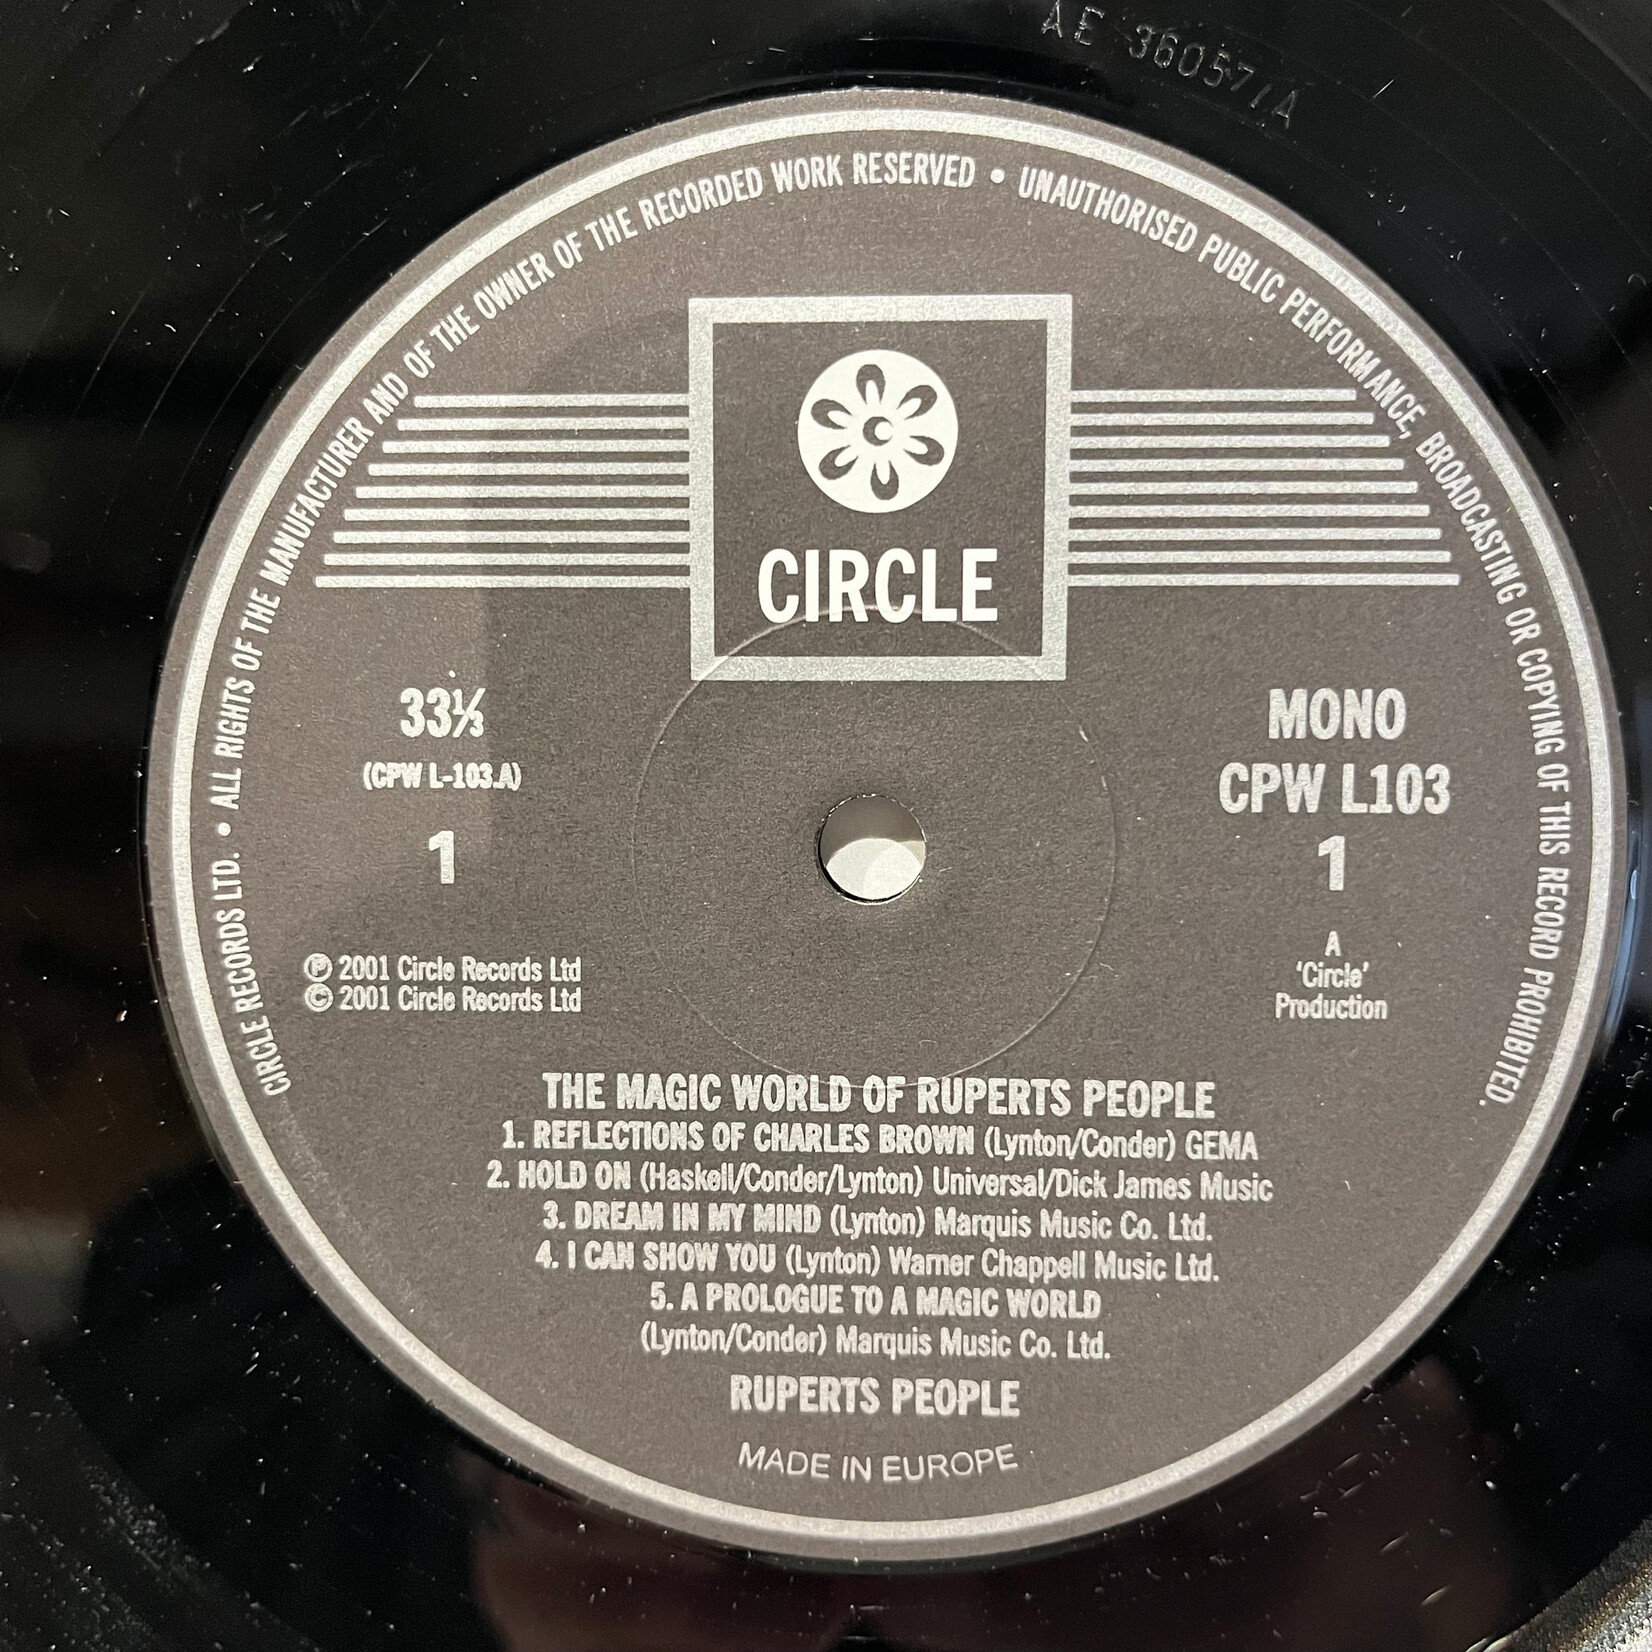 AE 36057/A
CIRCLE RECORDS LTD. • ALL RIGHTS OF THE MANUFACTURER AND OF THE OWNER OF THE RECORDED WORK RESERVED • UNAUTHORISED PUBLIC PERFORMANCE, BROADCASTING OR COPYING OF THIS RECORD PROHIBITED.
CIRCLE
33⅓
(CPW L-103.A)
1
MONO
CPW L103
1
℗ 2001 Circle Records Ltd
© 2001 Circle Records Ltd
A
'Circle'
Production
THE MAGIC WORLD OF RUPERTS PEOPLE
1. REFLECTIONS OF CHARLES BROWN (Lynton/Conder) GEMA
2. HOLD ON (Haskell/Conder/Lynton) Universal/Dick James Music
3. DREAM IN MY MIND (Lynton) Marquis Music Co. Ltd.
4. I CAN SHOW YOU (Lynton) Warner Chappell Music Ltd.
5. A PROLOGUE TO A MAGIC WORLD
(Lynton/Conder) Marquis Music Co. Ltd.
RUPERTS PEOPLE
MADE IN EUROPE